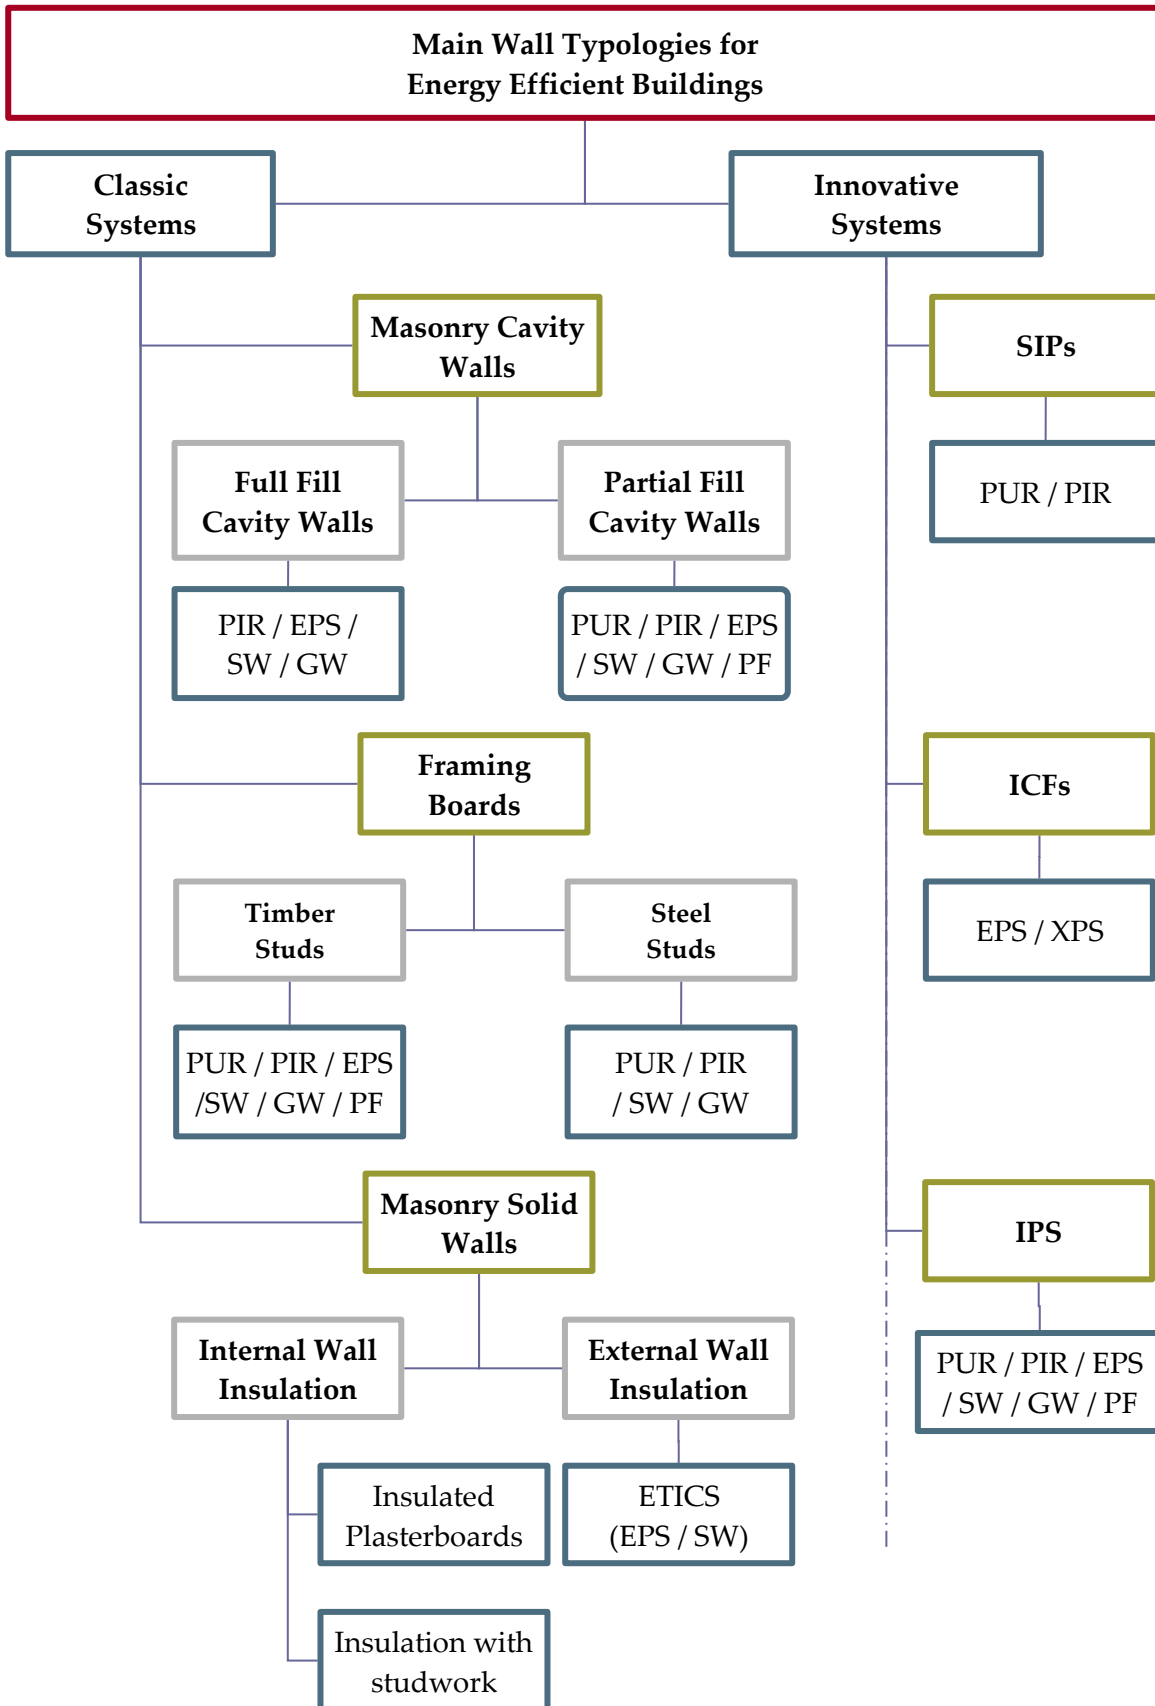 Main Wall Typologies for
Energy Efficient Buildings
Classic
Systems
Innovative
Systems
Masonry Cavity
Walls
SIPs
Full Fill
Cavity Walls
Partial Fill
Cavity Walls
PUR / PIR
PIR / EPS /
SW / GW
PUR / PIR / EPS
/ SW / GW / PF
Framing
Boards
ICFs
Timber
Studs
Steel
Studs
EPS / XPS
PUR / PIR / EPS
/SW / GW / PF
PUR / PIR
/ SW / GW
Masonry Solid
Walls
IPS
Internal Wall
Insulation
External Wall
Insulation
PUR / PIR / EPS
/ SW / GW / PF
Insulated
Plasterboards
ETICS
(EPS / SW)
Insulation with
studwork